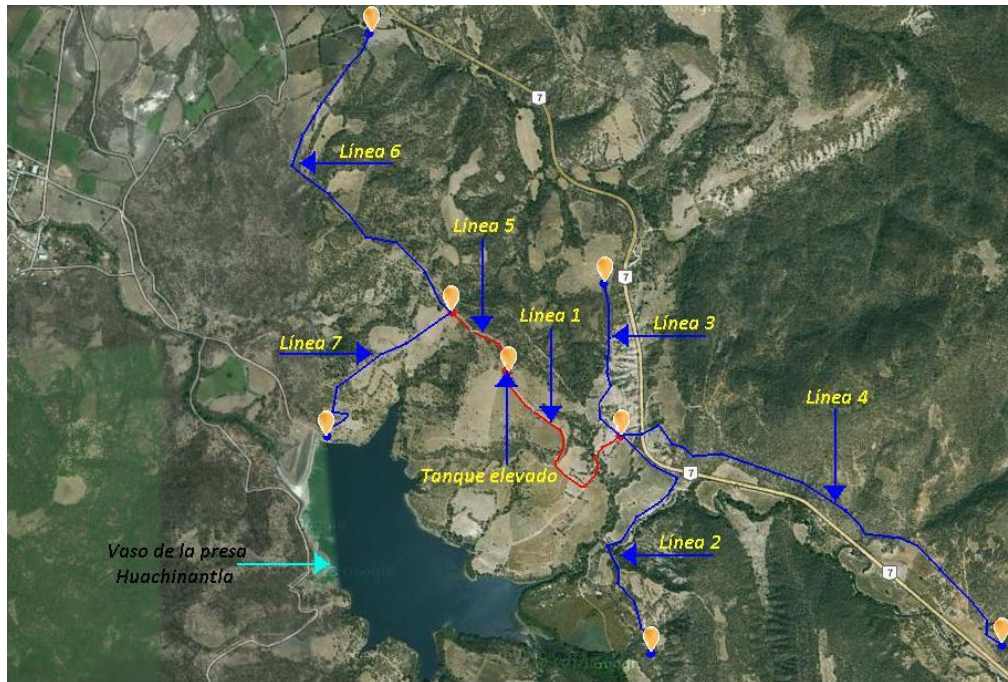 7
Línea 6
Línea 5
7
Línea 1
Línea 3
Línea 7
Línea 4
Tanque elevado
7
Línea 2
Vaso de la presa
Huachinantla
7